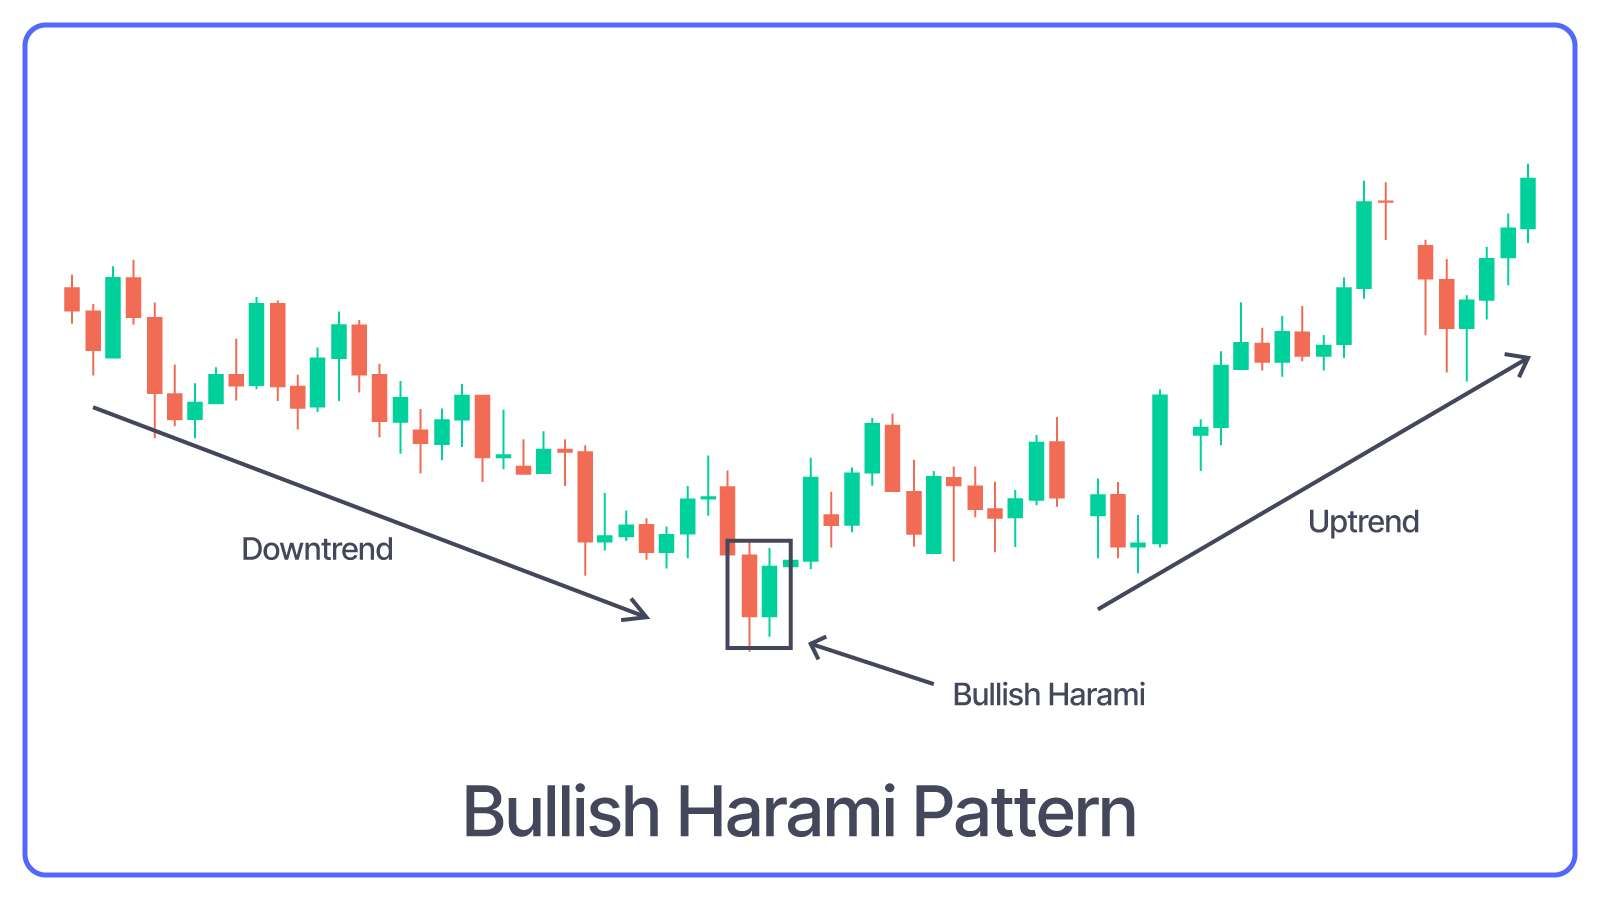 Downtrend
Uptrend
Bullish Harami
Bullish Harami Pattern